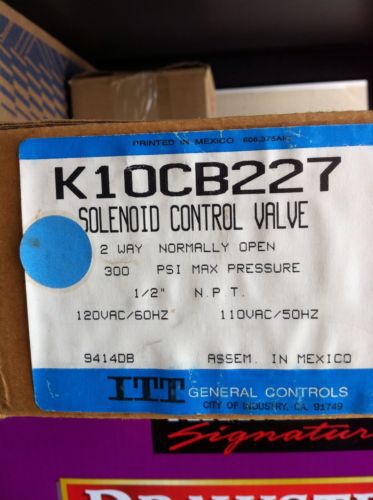 PRINTED IN MEXICO
K10CB227
SOLENOID CONTROL VALVE
2 WAY NORMALLY OPEN
300 PSI MAX PRESSURE
1/2" N.P.T.
120VAC/60HZ 110VAC/50HZ
9414DB ASSEM. IN MEXICO
ITT GENERAL CONTROLS
CITY OF INDUSTRY, CA. 91749
Signature